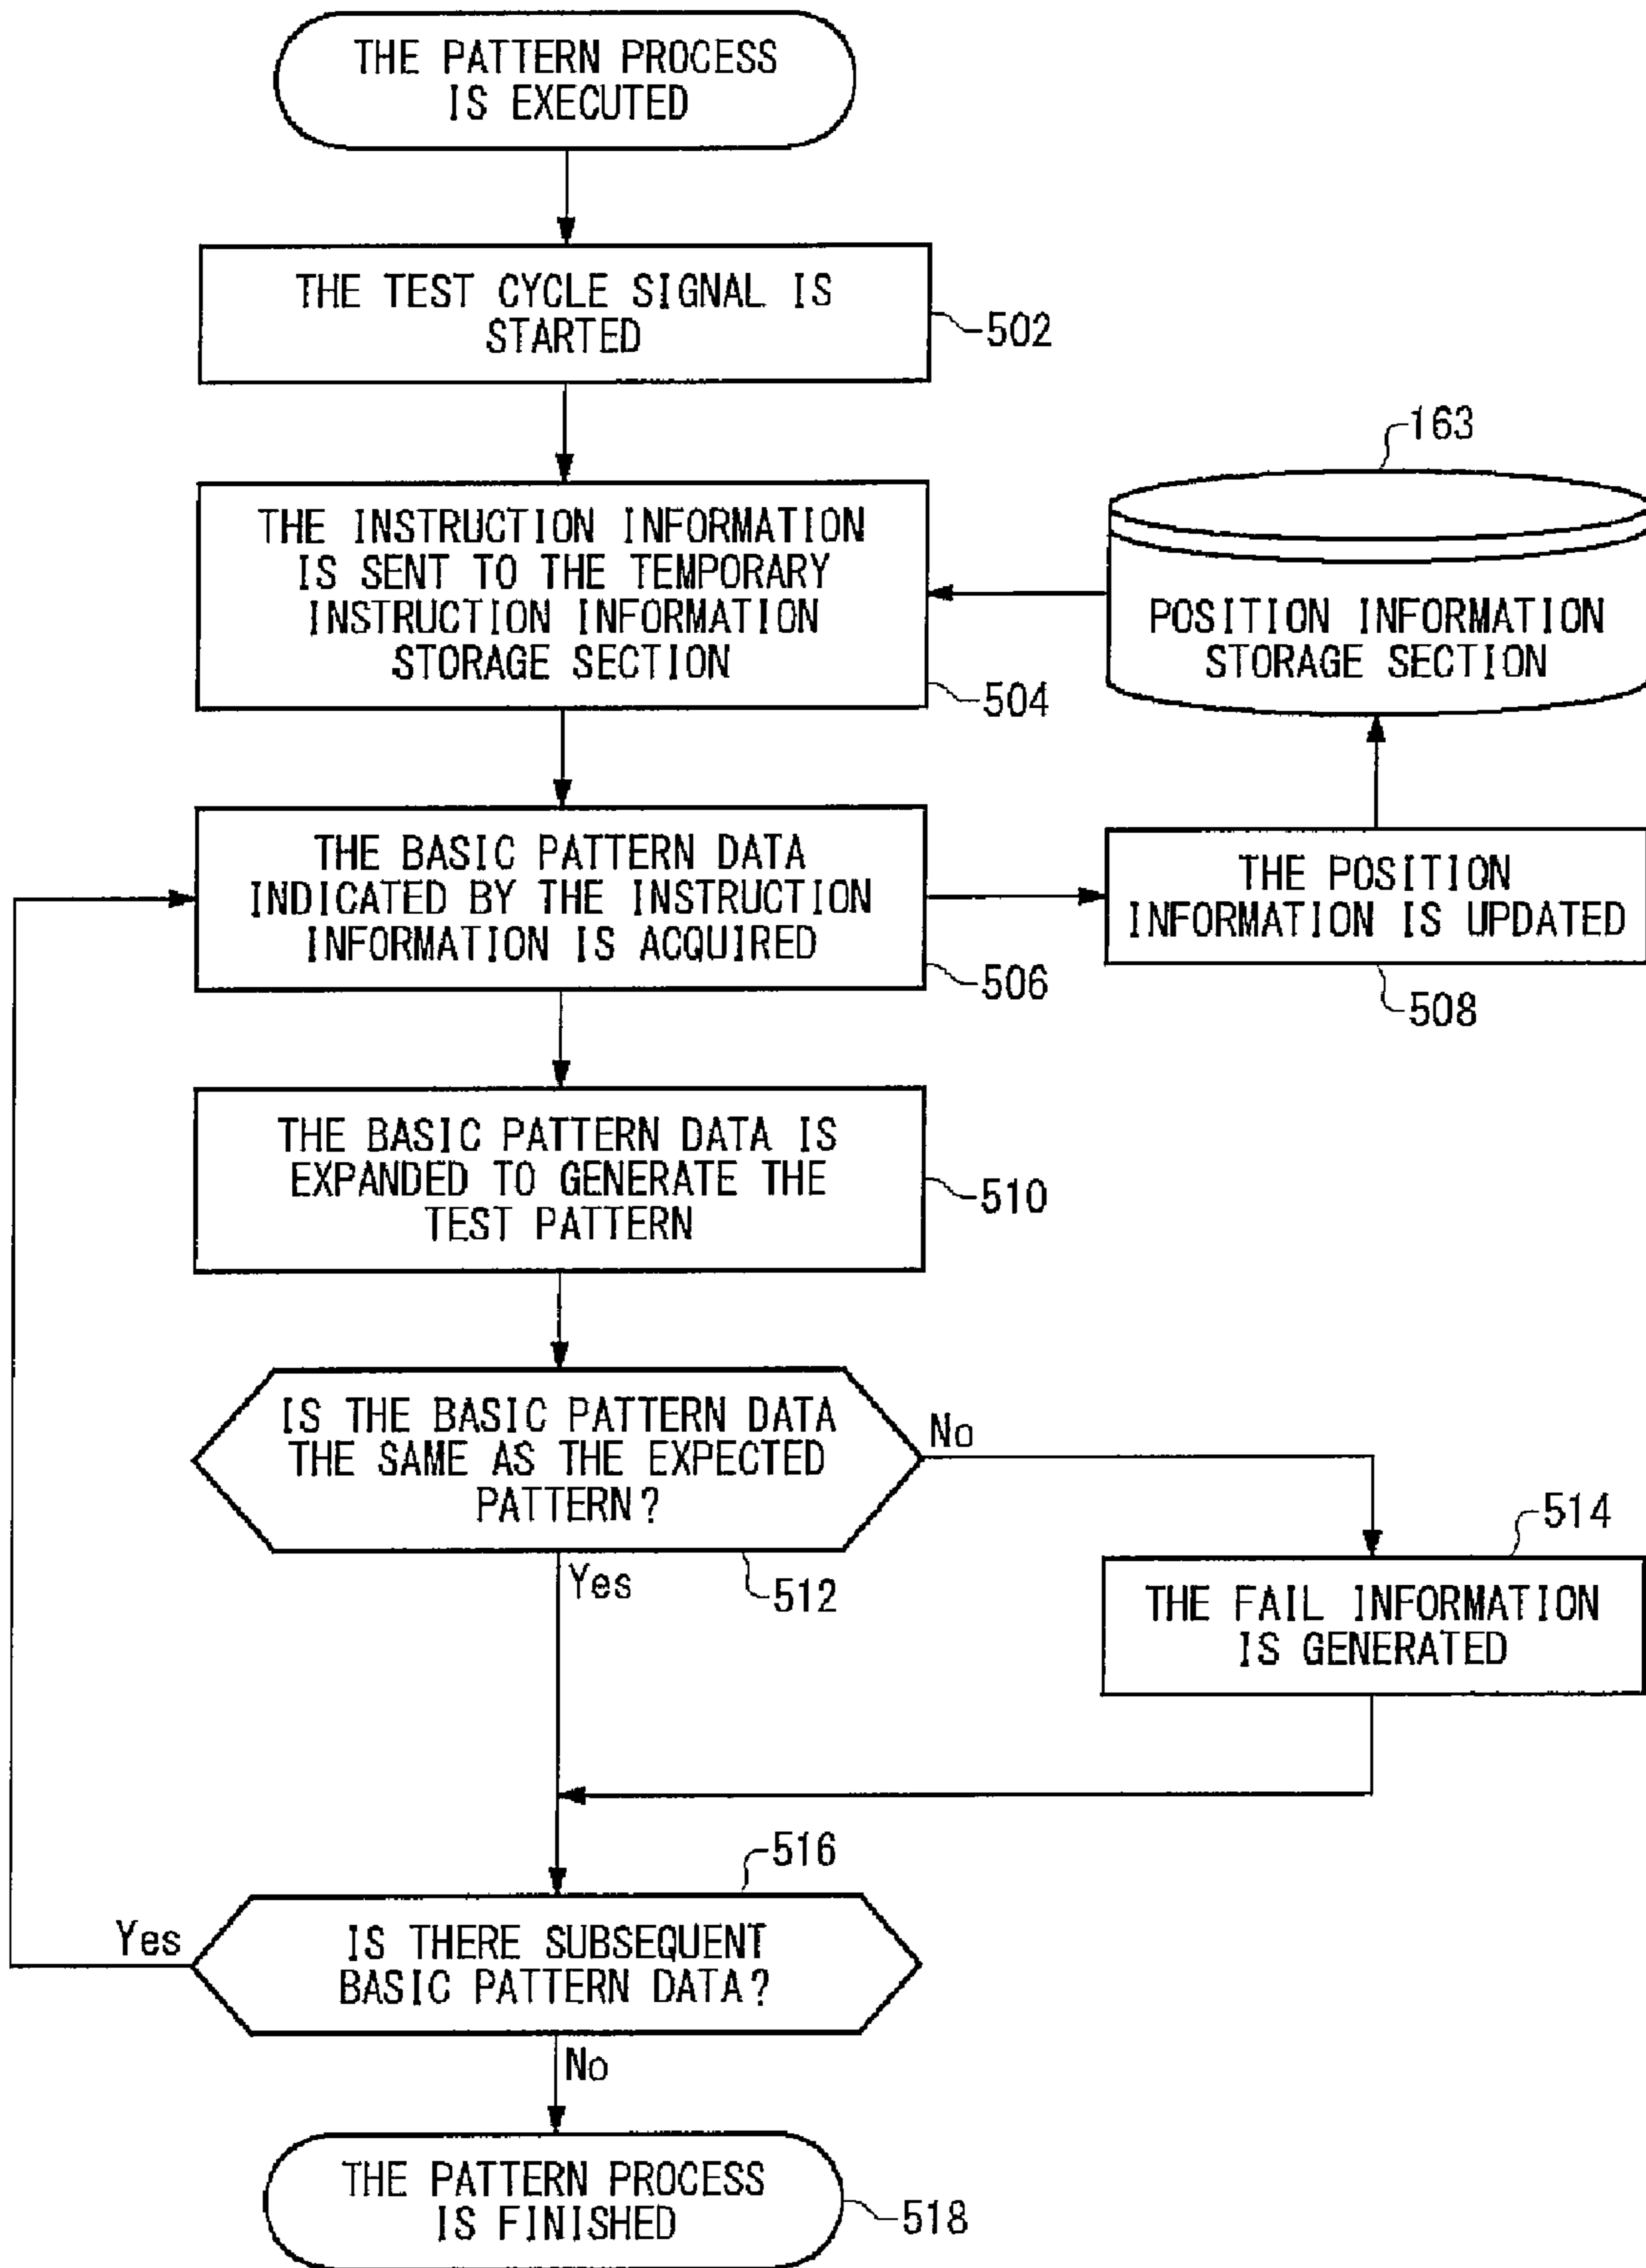 THE PATTERN PROCESS
IS EXECUTED
THE TEST CYCLE SIGNAL IS
STARTED
502
163
THE INSTRUCTION INFORMATION
IS SENT TO THE TEMPORARY
INSTRUCTION INFORMATION
STORAGE SECTION
504
POSITION INFORMATION
STORAGE SECTION
THE BASIC PATTERN DATA
INDICATED BY THE INSTRUCTION
INFORMATION IS ACQUIRED
506
THE POSITION
INFORMATION IS UPDATED
508
THE BASIC PATTERN DATA IS
EXPANDED TO GENERATE THE
TEST PATTERN
510
IS THE BASIC PATTERN DATA
THE SAME AS THE EXPECTED
PATTERN?
No
Yes
512
514
THE FAIL INFORMATION
IS GENERATED
516
Yes
IS THERE SUBSEQUENT
BASIC PATTERN DATA?
No
THE PATTERN PROCESS
IS FINISHED
518